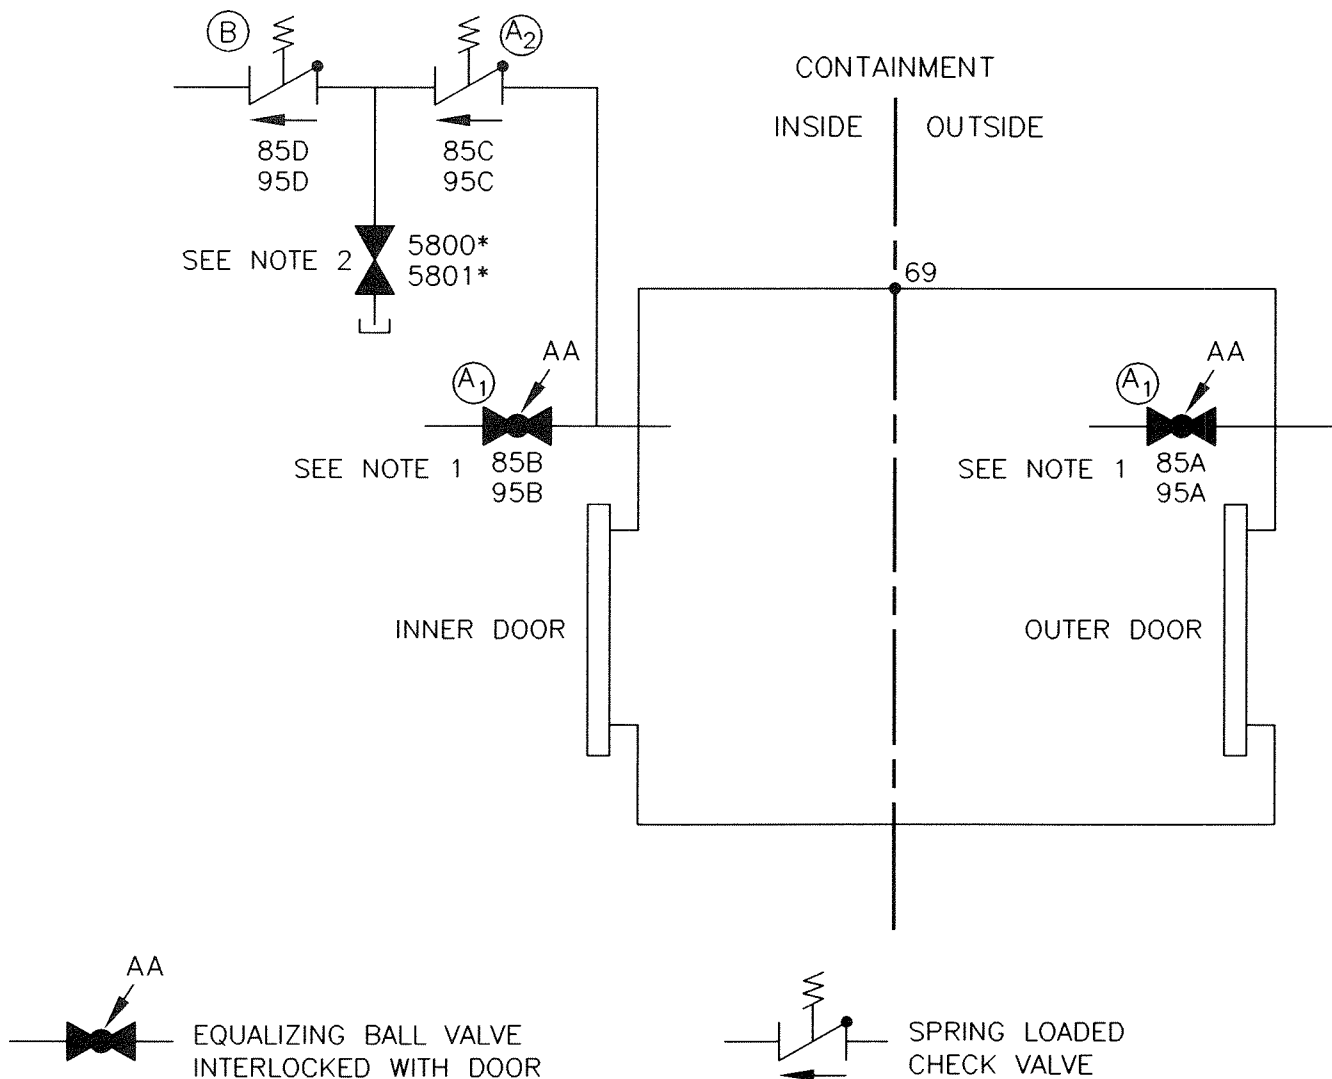 B
A2
CONTAINMENT
INSIDE
OUTSIDE
85D
95D
85C
95C
SEE NOTE 2
5800*
5801*
69
AA
A1
SEE NOTE 1
85B
95B
AA
A1
SEE NOTE 1
85A
95A
INNER DOOR
OUTER DOOR
AA
EQUALIZING BALL VALVE
INTERLOCKED WITH DOOR
SPRING LOADED
CHECK VALVE